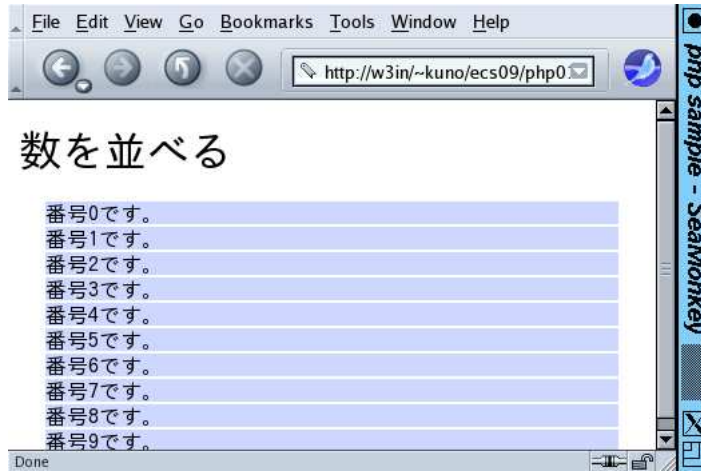 File Edit View Go Bookmarks Tools Window Help
http://w3in/~kuno/ecs09/php0
数を並べる
番号0です。
番号1です。
番号2です。
番号3です。
番号4です。
番号5です。
番号6です。
番号7です。
番号8です。
番号9です。
Done
php sample - SeaMonkey